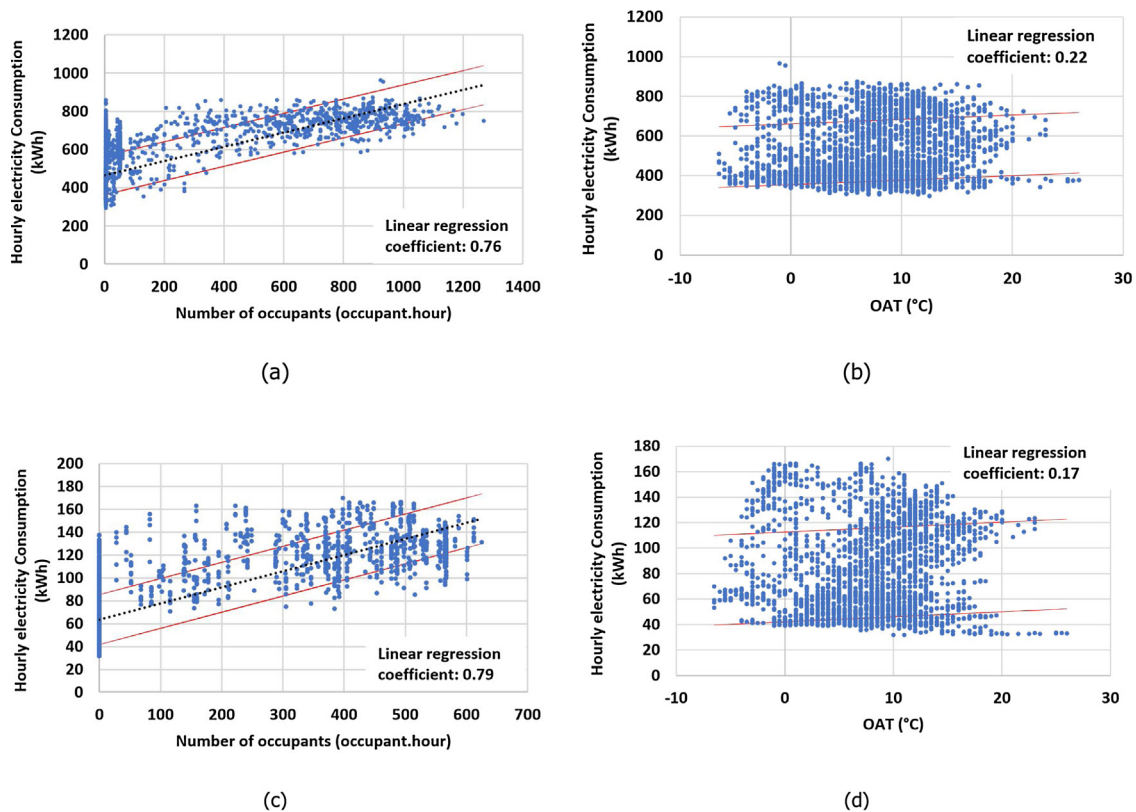 1200
1000
800
600
400
200
0
Hourly electricity Consumption
(kWh)
Linear regression
coefficient: 0.76
0 200 400 600 800 1000 1200 1400
Number of occupants (occupant.hour)
(a)
1200
1000
800
600
400
200
0
Hourly electricity Consumption
(kWh)
Linear regression
coefficient: 0.22
-10 0 10 20 30
OAT (°C)
(b)
200
180
160
140
120
100
80
60
40
20
0
Hourly electricity Consumption
(kWh)
Linear regression
coefficient: 0.79
0 100 200 300 400 500 600 700
Number of occupants (occupant.hour)
(c)
180
160
140
120
100
80
60
40
20
0
Hourly electricity Consumption
(kWh)
Linear regression
coefficient: 0.17
-10 0 10 20 30
OAT (°C)
(d)